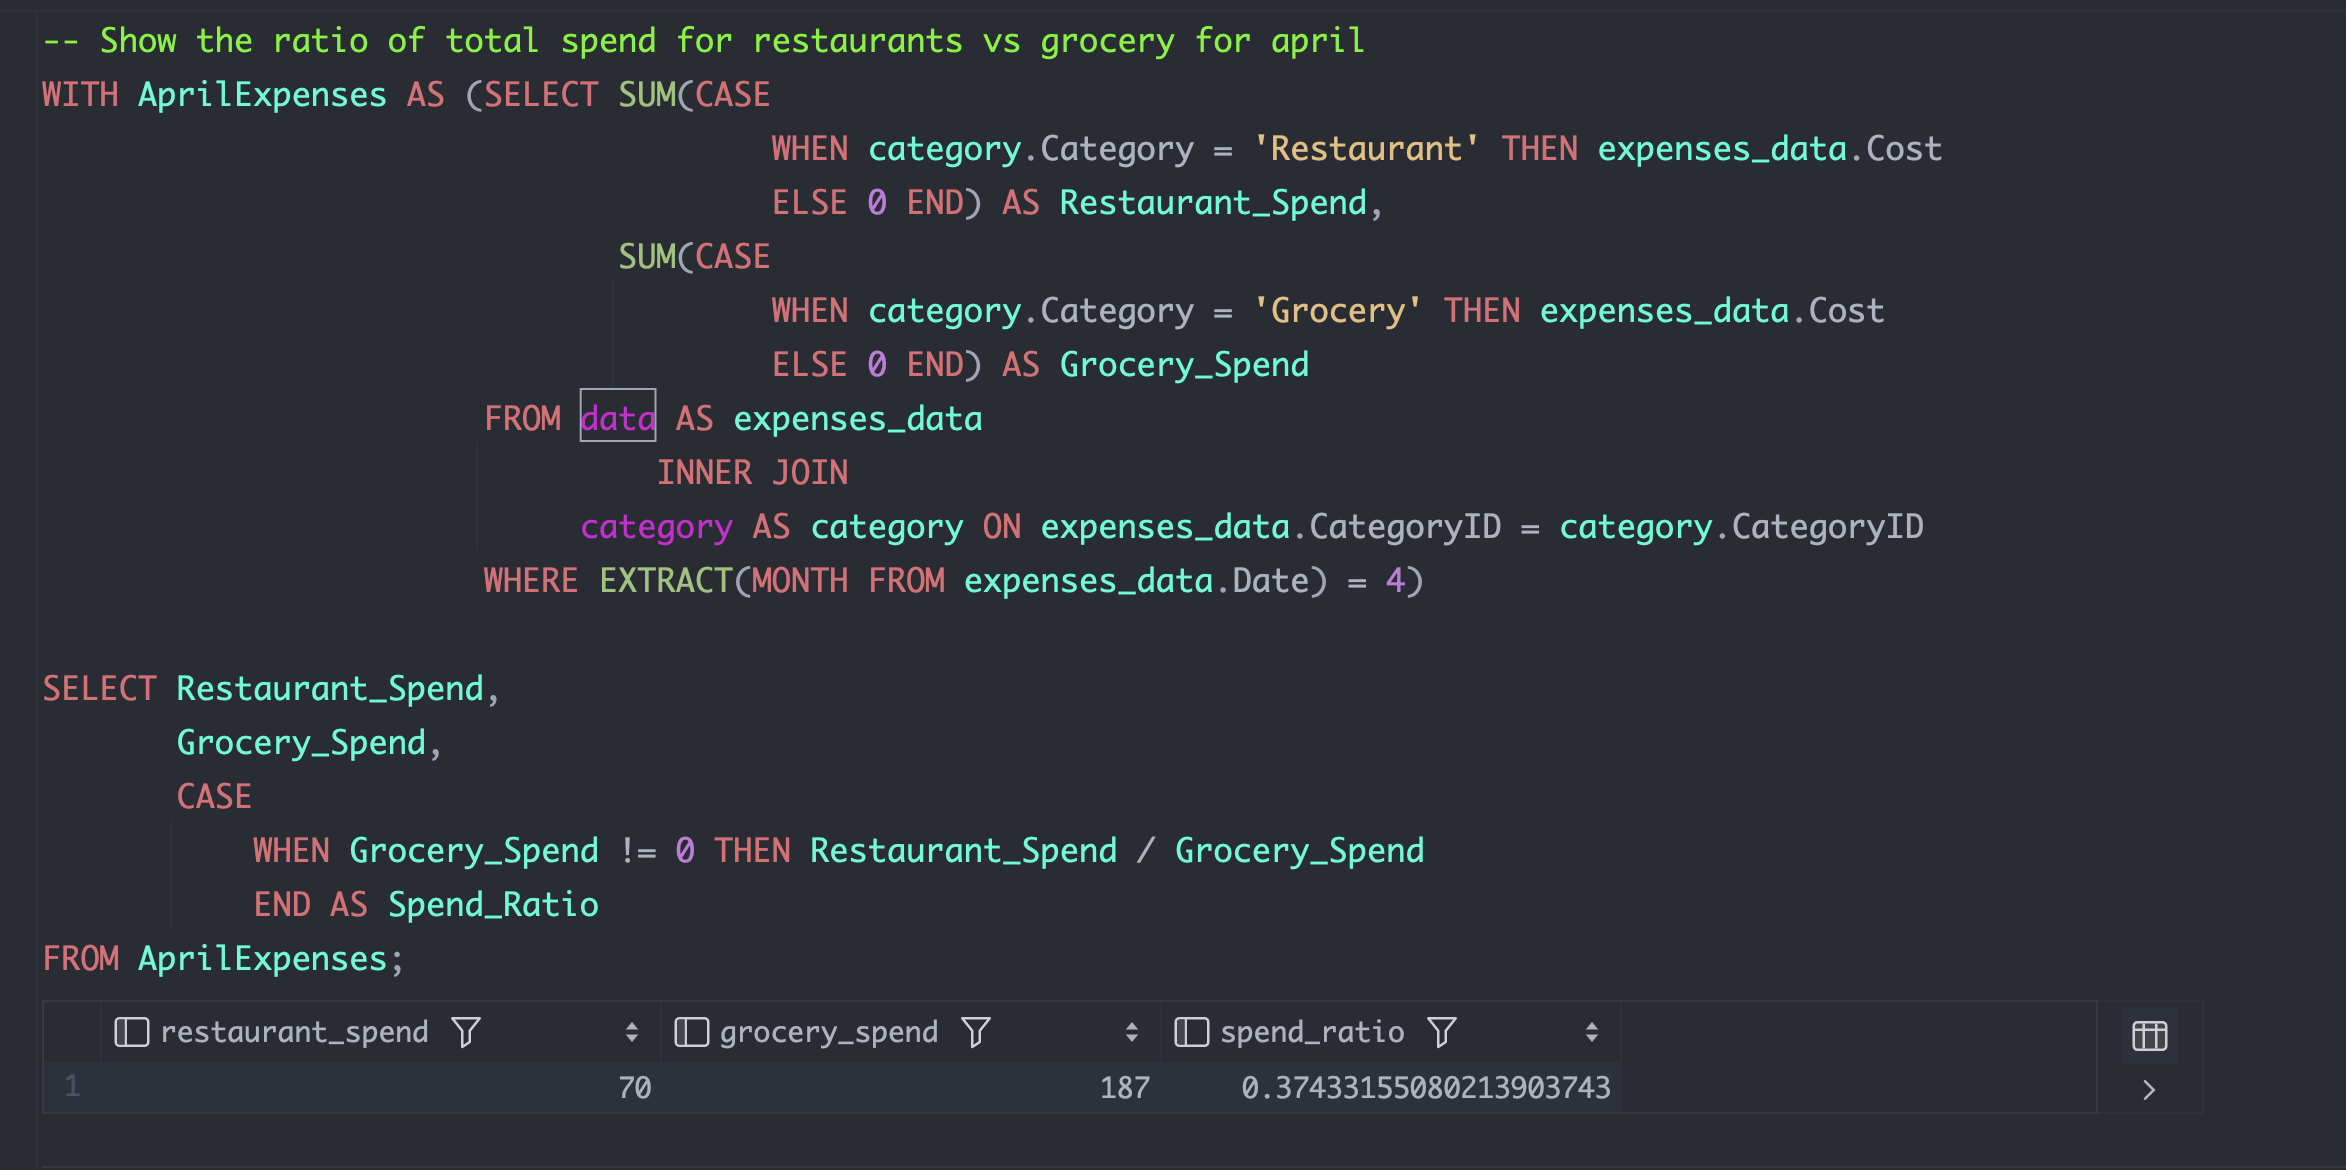 -- Show the ratio of total spend for restaurants vs grocery for april
WITH AprilExpenses AS (SELECT SUM(CASE
WHEN category.Category = 'Restaurant' THEN expenses_data.Cost
ELSE 0 END) AS Restaurant_Spend,
SUM(CASE
WHEN category.Category = 'Grocery' THEN expenses_data.Cost
ELSE 0 END) AS Grocery_Spend
FROM data AS expenses_data
INNER JOIN
category AS category ON expenses_data.CategoryID = category.CategoryID
WHERE EXTRACT(MONTH FROM expenses_data.Date) = 4)
SELECT Restaurant_Spend,
Grocery_Spend,
CASE
WHEN Grocery_Spend != 0 THEN Restaurant_Spend / Grocery_Spend
END AS Spend_Ratio
FROM AprilExpenses;
restaurant_spend grocery_spend spend_ratio
1 70 187 0.37433155080213903743